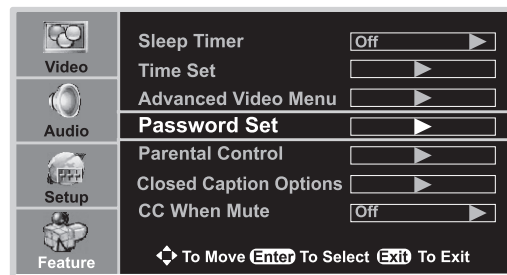 Video
Audio
Setup
Feature
Sleep Timer Off
Time Set
Advanced Video Menu
Password Set
Parental Control
Closed Caption Options
CC When Mute Off
To Move Enter To Select Exit To Exit